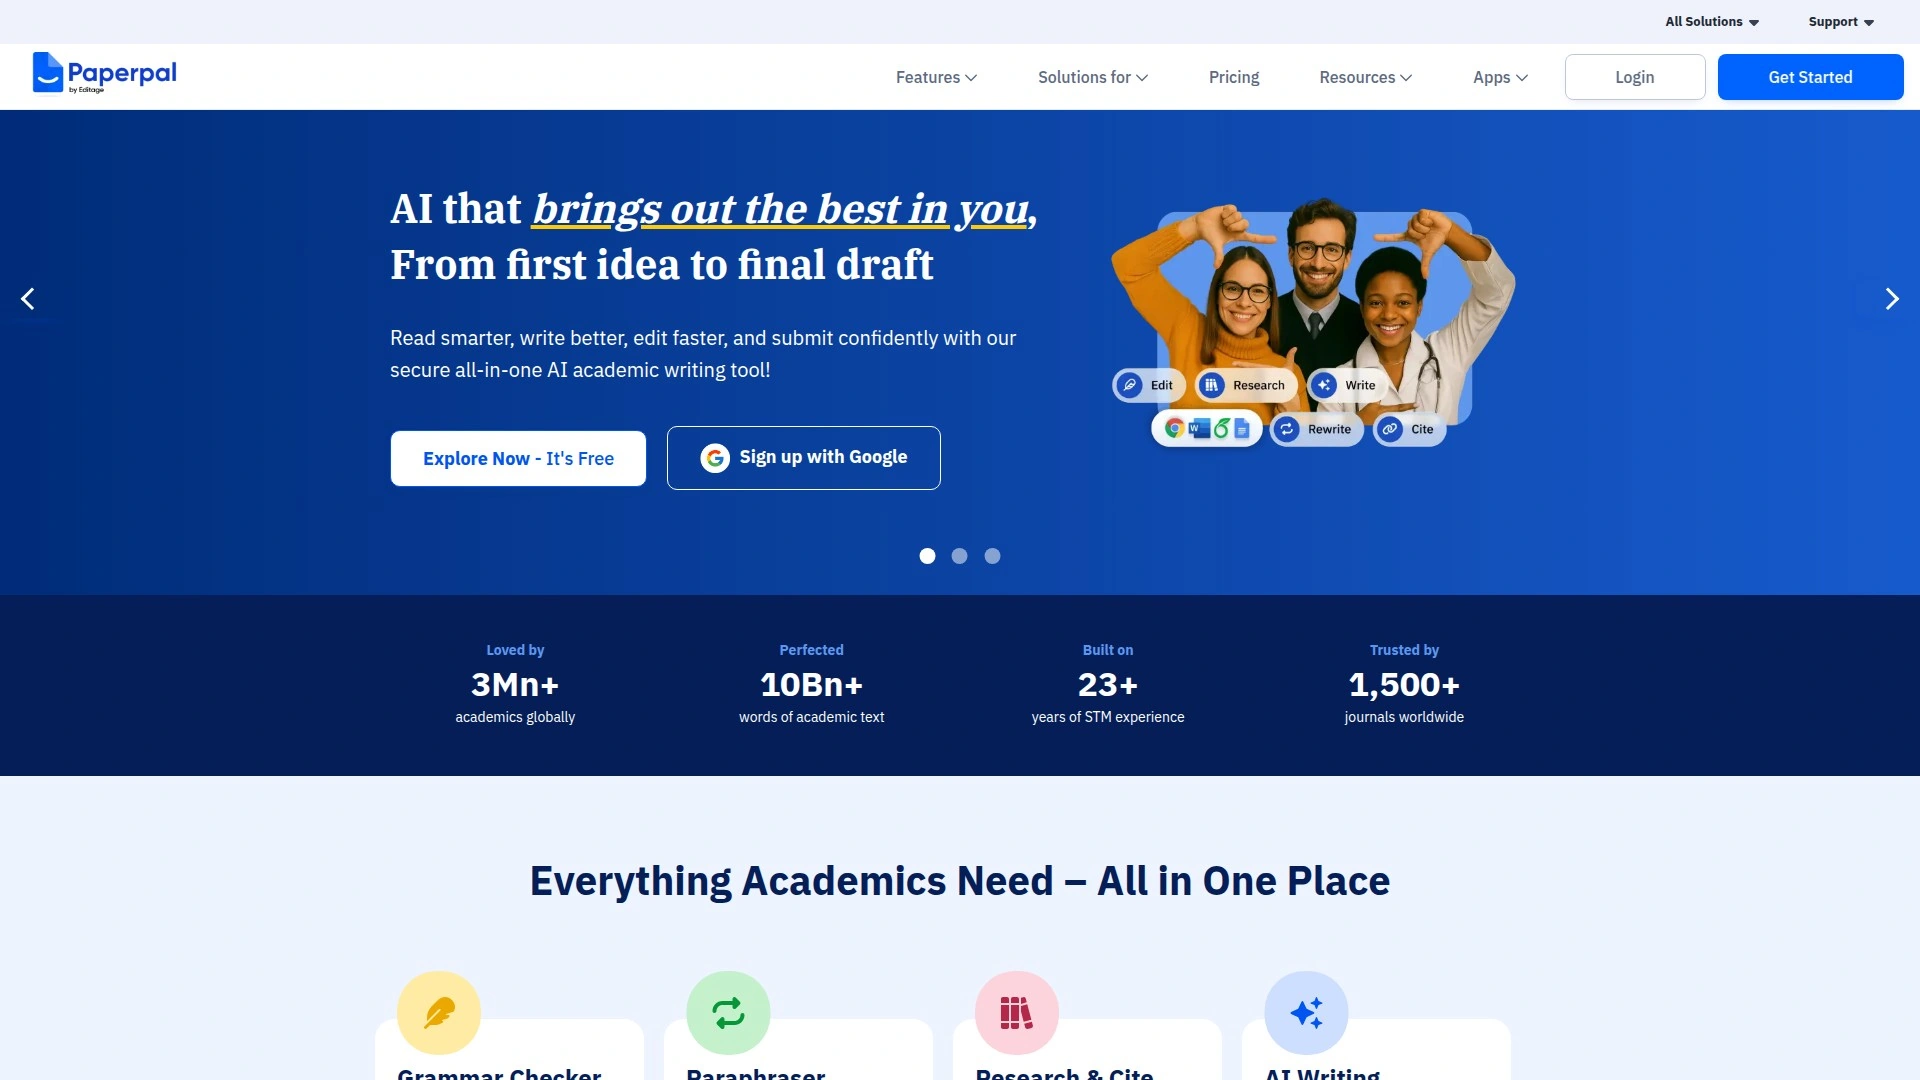 All Solutions
Support
Paperpal
by Editage
Features
Solutions for
Pricing
Resources
Apps
Login
Get Started
AI that brings out the best in you,
From first idea to final draft
Read smarter, write better, edit faster, and submit confidently with our
secure all-in-one AI academic writing tool!
Explore Now - It's Free
Sign up with Google
Edit
Research
Write
W
Rewrite
Cite
Loved by
3Mn+
academics globally
Perfected
10Bn+
words of academic text
Built on
23+
years of STM experience
Trusted by
1,500+
journals worldwide
Everything Academics Need – All in One Place
Grammar Checker
Paraphraser
Research & Cite
AI Writing